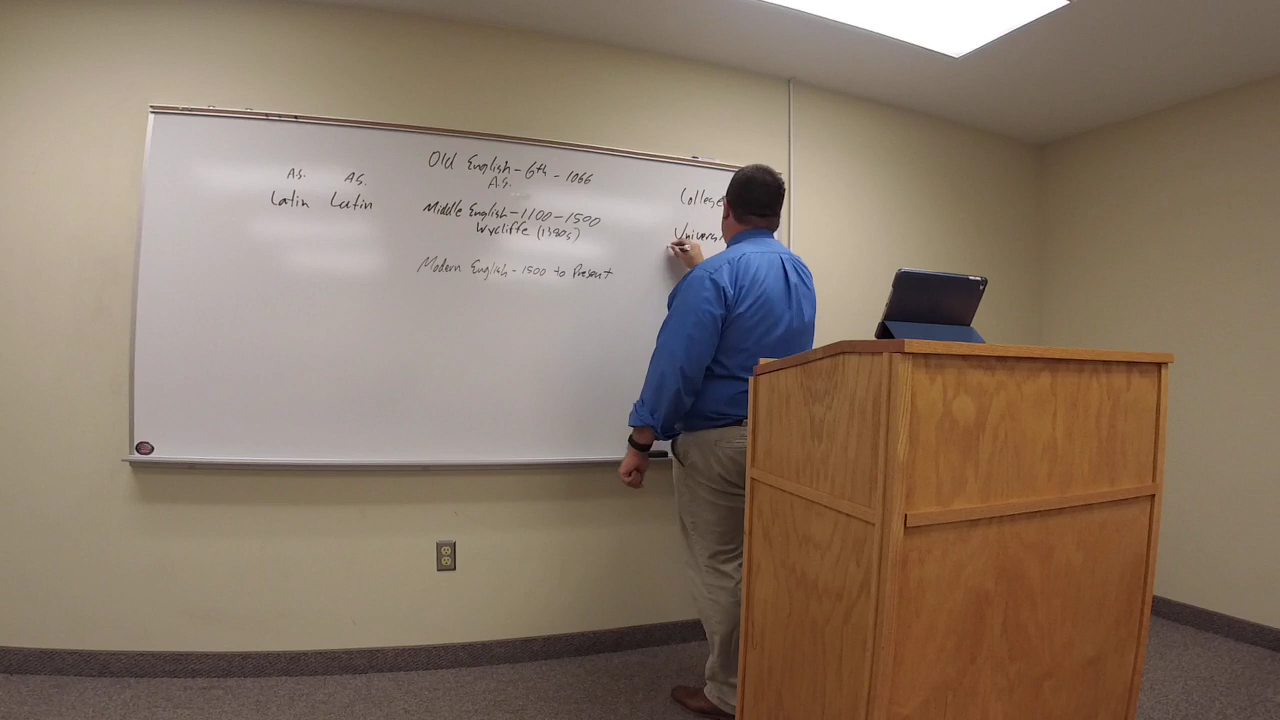 A.S. A.S.
Latin Latin
Old English - 6th - 1066
A.S.
Middle English - 1100 - 1500
Wycliffe (1380s)
Modern English - 1500 to Present
College
Univers